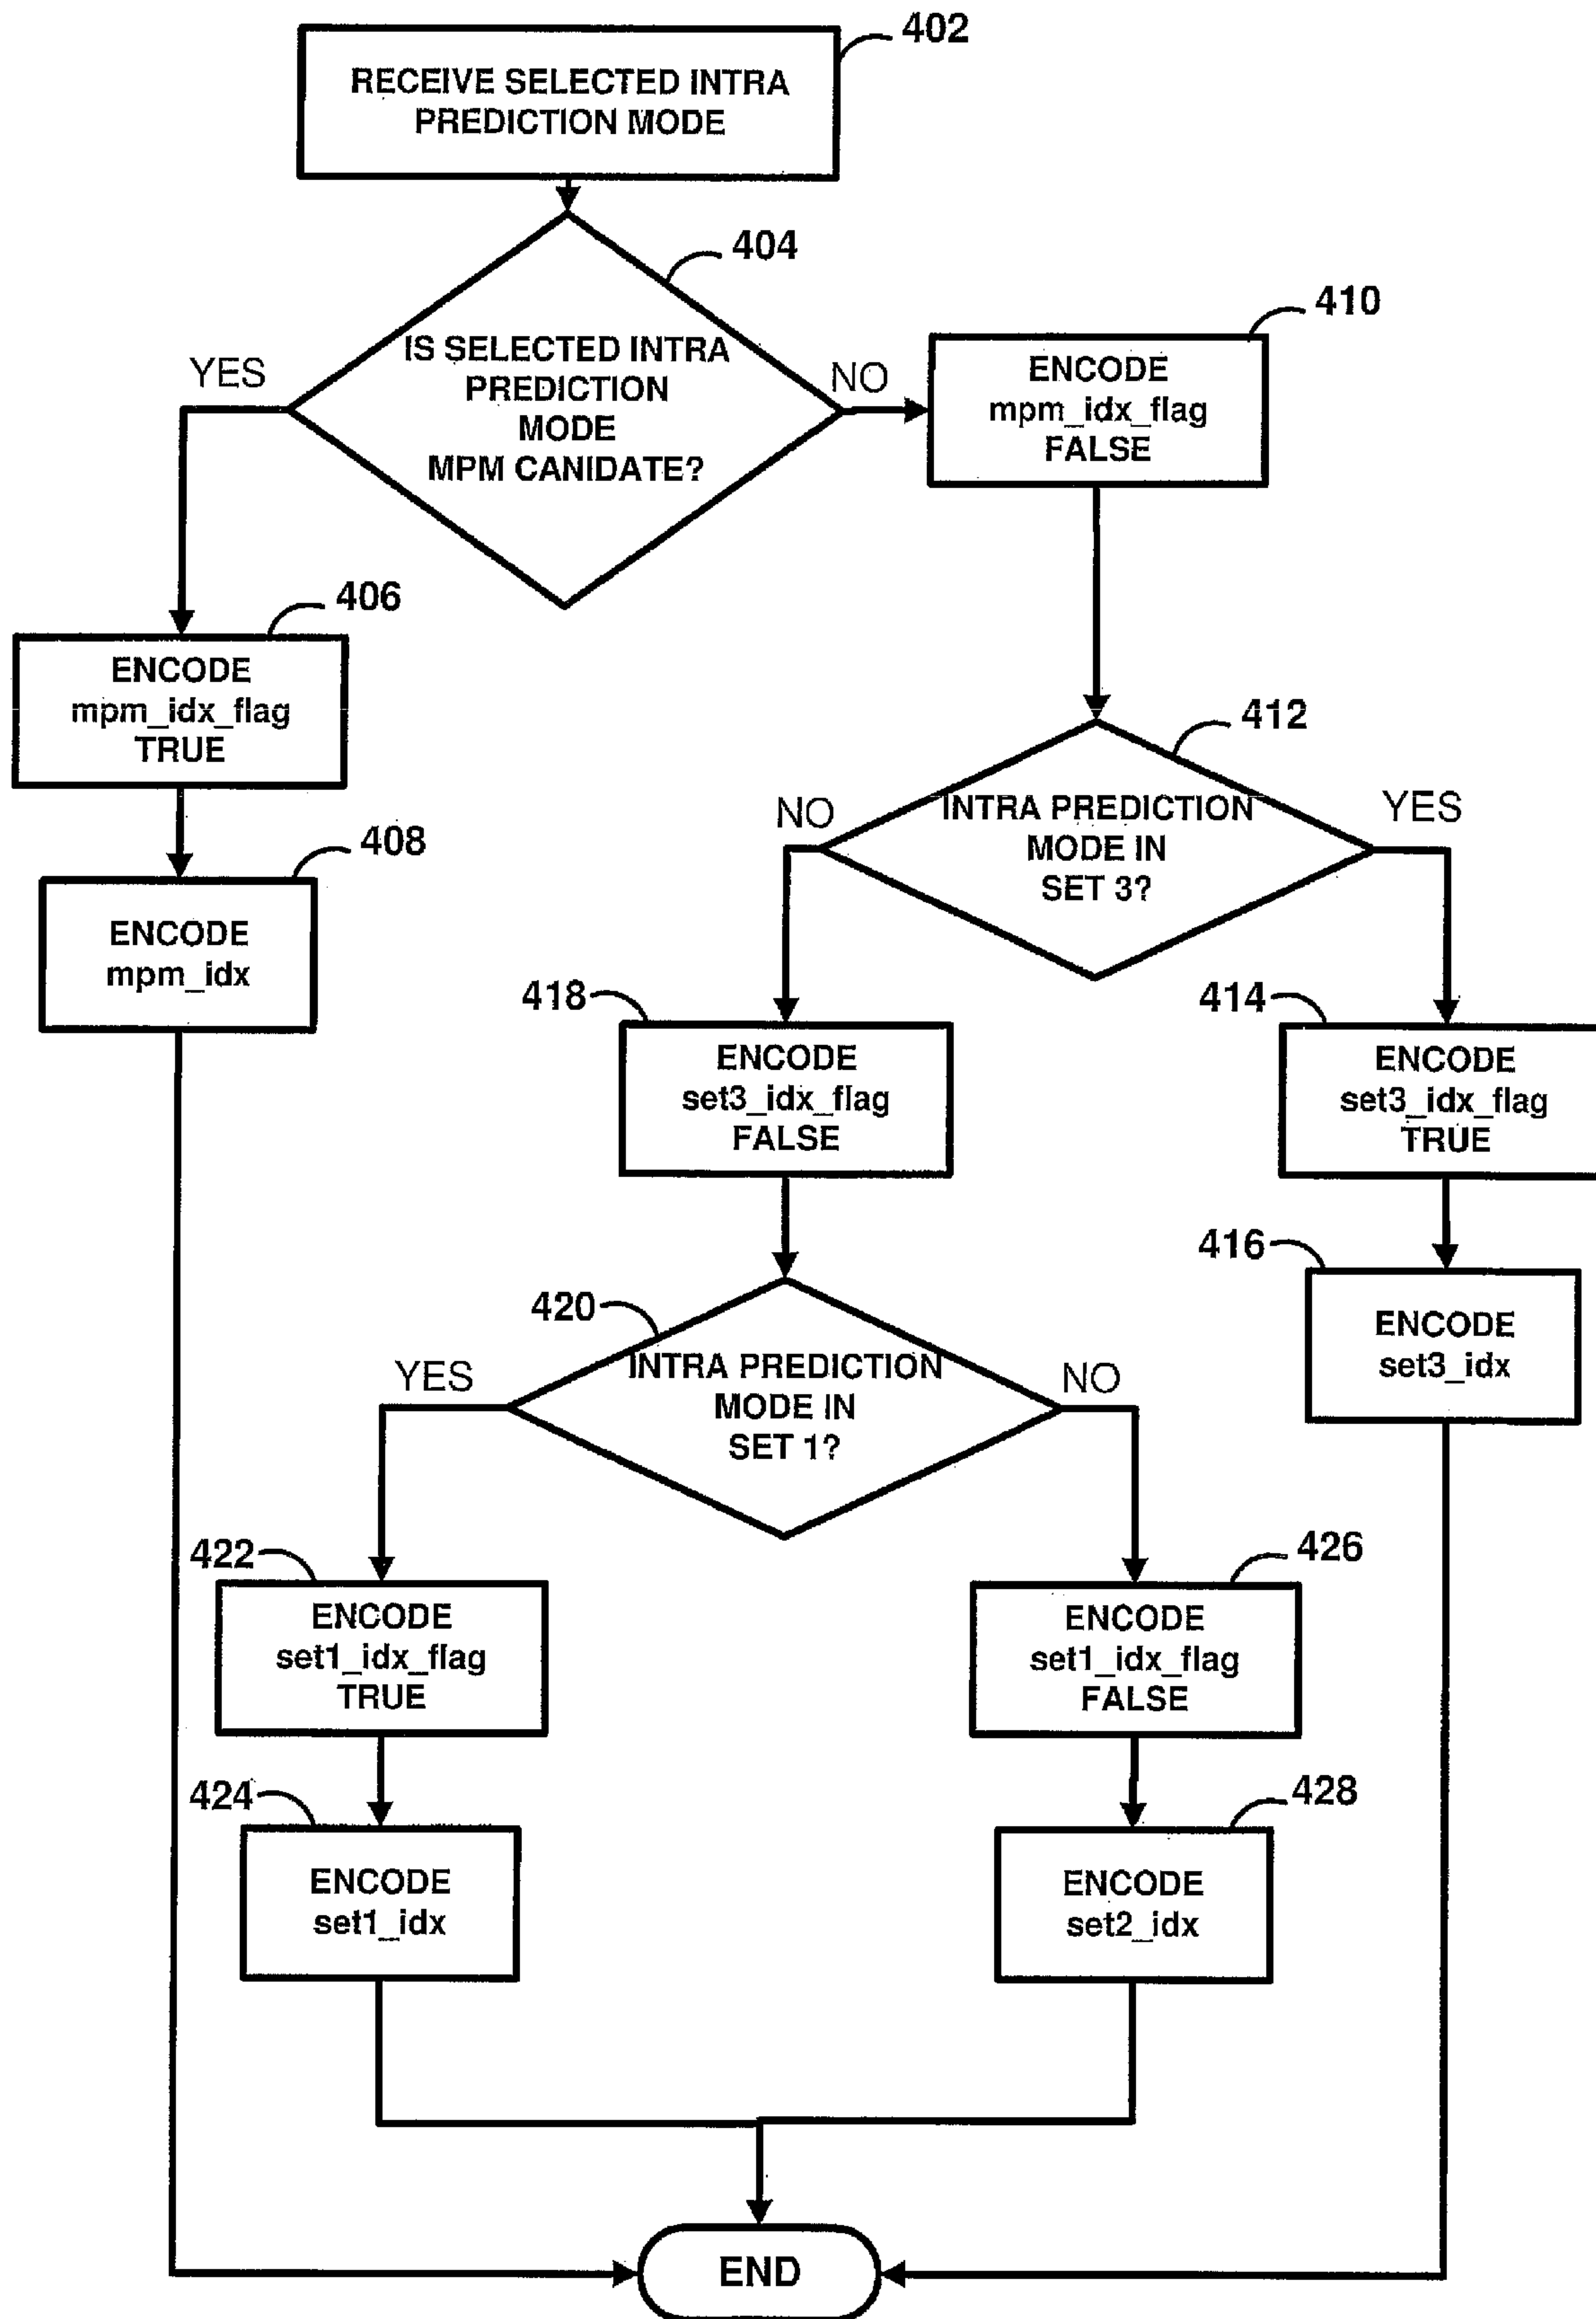 402
RECEIVE SELECTED INTRA
PREDICTION MODE
404
IS SELECTED INTRA
PREDICTION
MODE
MPM CANIDATE?
YES
NO
410
ENCODE
mpm_idx_flag
FALSE
406
ENCODE
mpm_idx_flag
TRUE
408
ENCODE
mpm_idx
412
INTRA PREDICTION
MODE IN
SET 3?
NO
YES
418
ENCODE
set3_idx_flag
FALSE
414
ENCODE
set3_idx_flag
TRUE
416
ENCODE
set3_idx
420
INTRA PREDICTION
MODE IN
SET 1?
YES
NO
422
ENCODE
set1_idx_flag
TRUE
426
ENCODE
set1_idx_flag
FALSE
424
ENCODE
set1_idx
428
ENCODE
set2_idx
END